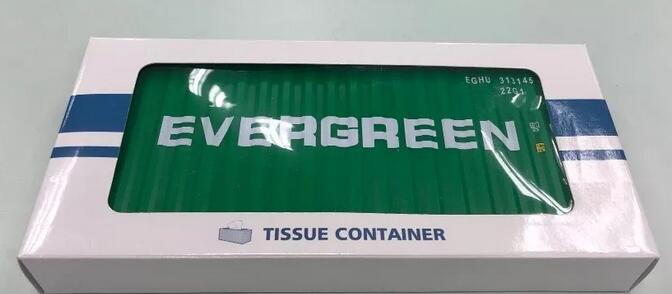 EGHU 313145
22G1
EVERGREEN
TISSUE CONTAINER